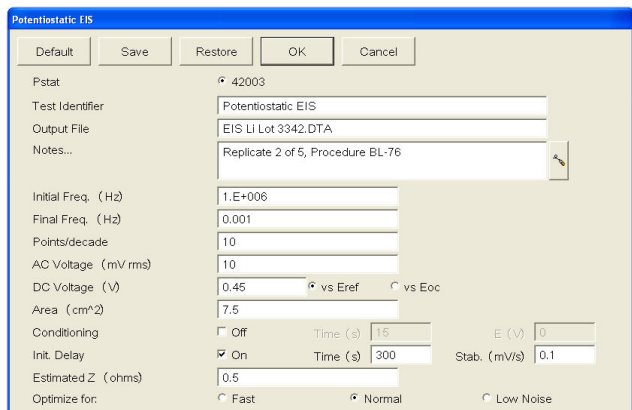 Potentiostatic EIS
Default Save Restore OK Cancel
Pstat 42003
Test Identifier Potentiostatic EIS
Output File EIS Li Lot 3342.DTA
Notes... Replicate 2 of 5, Procedure BL-76
Initial Freq. (Hz) 1.E+006
Final Freq. (Hz) 0.001
Points/decade 10
AC Voltage (mV rms) 10
DC Voltage (V) 0.45 vs Eref vs Eoc
Area (cm^2) 7.5
Conditioning Off Time (s) 15 E (V) 0
Init. Delay On Time (s) 300 Stab. (mV/s) 0.1
Estimated Z (ohms) 0.5
Optimize for: Fast Normal Low Noise